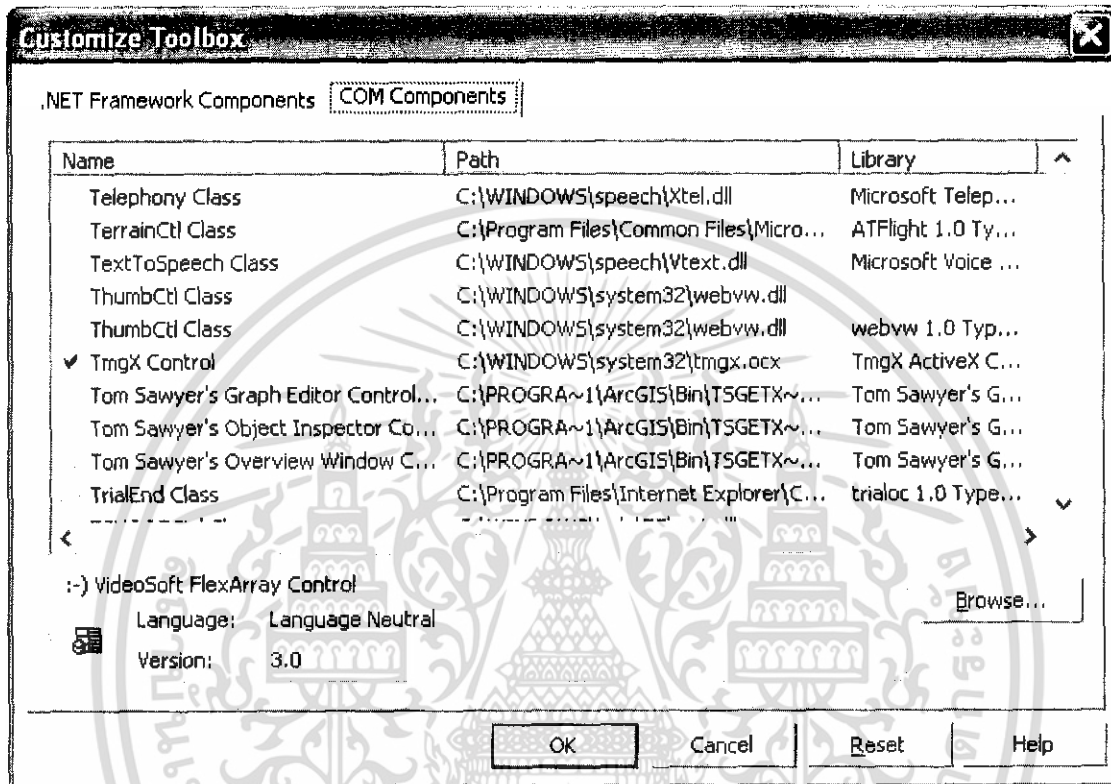 Customize Toolbox
.NET Framework Components COM Components
Name Path Library
Telephony Class C:\WINDOWS\speech\Xtel.dll Microsoft Telep...
TerrainCtl Class C:\Program Files\Common Files\Micro... ATFlight 1.0 Ty...
TextToSpeech Class C:\WINDOWS\speech\Vtext.dll Microsoft Voice ...
ThumbCtl Class C:\WINDOWS\system32\webvw.dll
ThumbCtl Class C:\WINDOWS\system32\webvw.dll webvw 1.0 Typ...
✔ TmgX Control C:\WINDOWS\system32\tmgx.ocx TmgX ActiveX C...
Tom Sawyer's Graph Editor Control... C:\PROGRA~1\ArcGIS\Bin\TSGETX~... Tom Sawyer's G...
Tom Sawyer's Object Inspector Co... C:\PROGRA~1\ArcGIS\Bin\TSGETX~... Tom Sawyer's G...
Tom Sawyer's Overview Window C... C:\PROGRA~1\ArcGIS\Bin\TSGETX~... Tom Sawyer's G...
TrialEnd Class C:\Program Files\Internet Explorer\C... trialoc 1.0 Type...
:-) VideoSoft FlexArray Control
Browse...
Language: Language Neutral
Version: 3.0
OK Cancel Reset Help